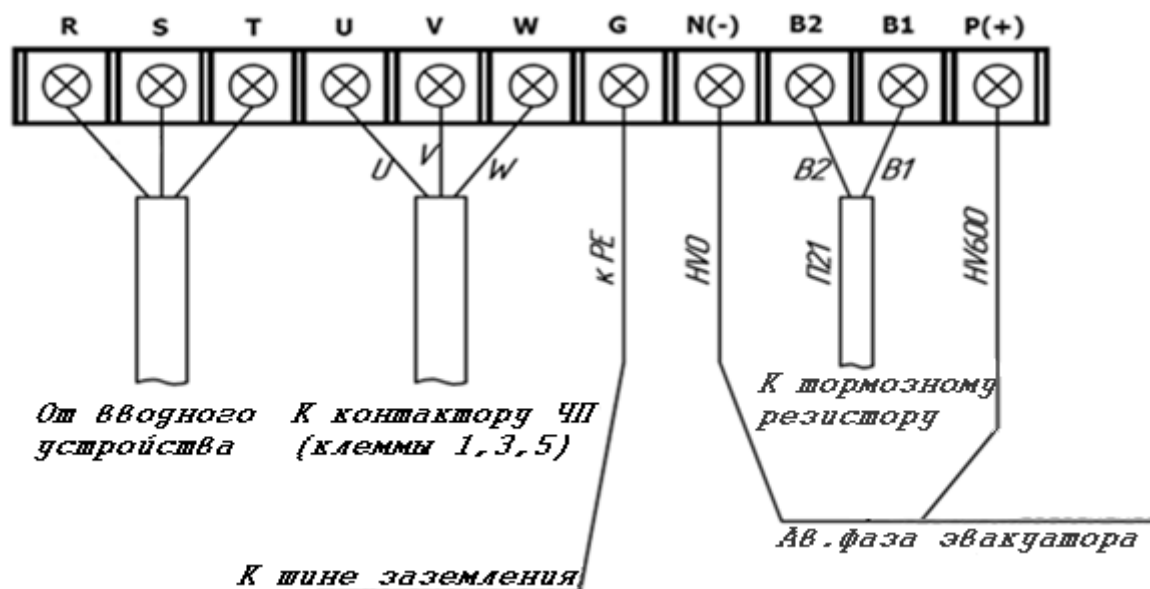 R S T U V W G N(-) B2 B1 P(+)
U V W
B2 B1
к PE
HV0
П21
HV600
От вводного
устройства
К контактору ЧП
(клеммы 1,3,5)
К тормозному
резистору
Ав.фаза эвакуатора
К шине заземления